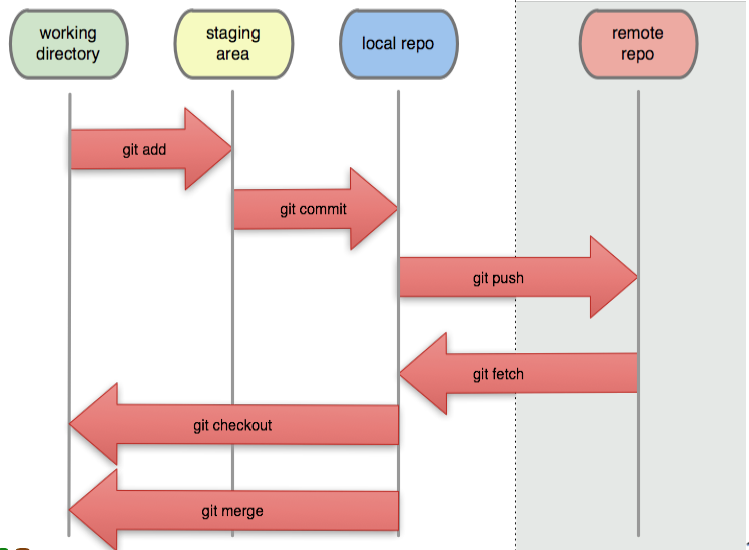 working
directory
staging
area
local repo
remote
repo
git add
git commit
git push
git fetch
git checkout
git merge